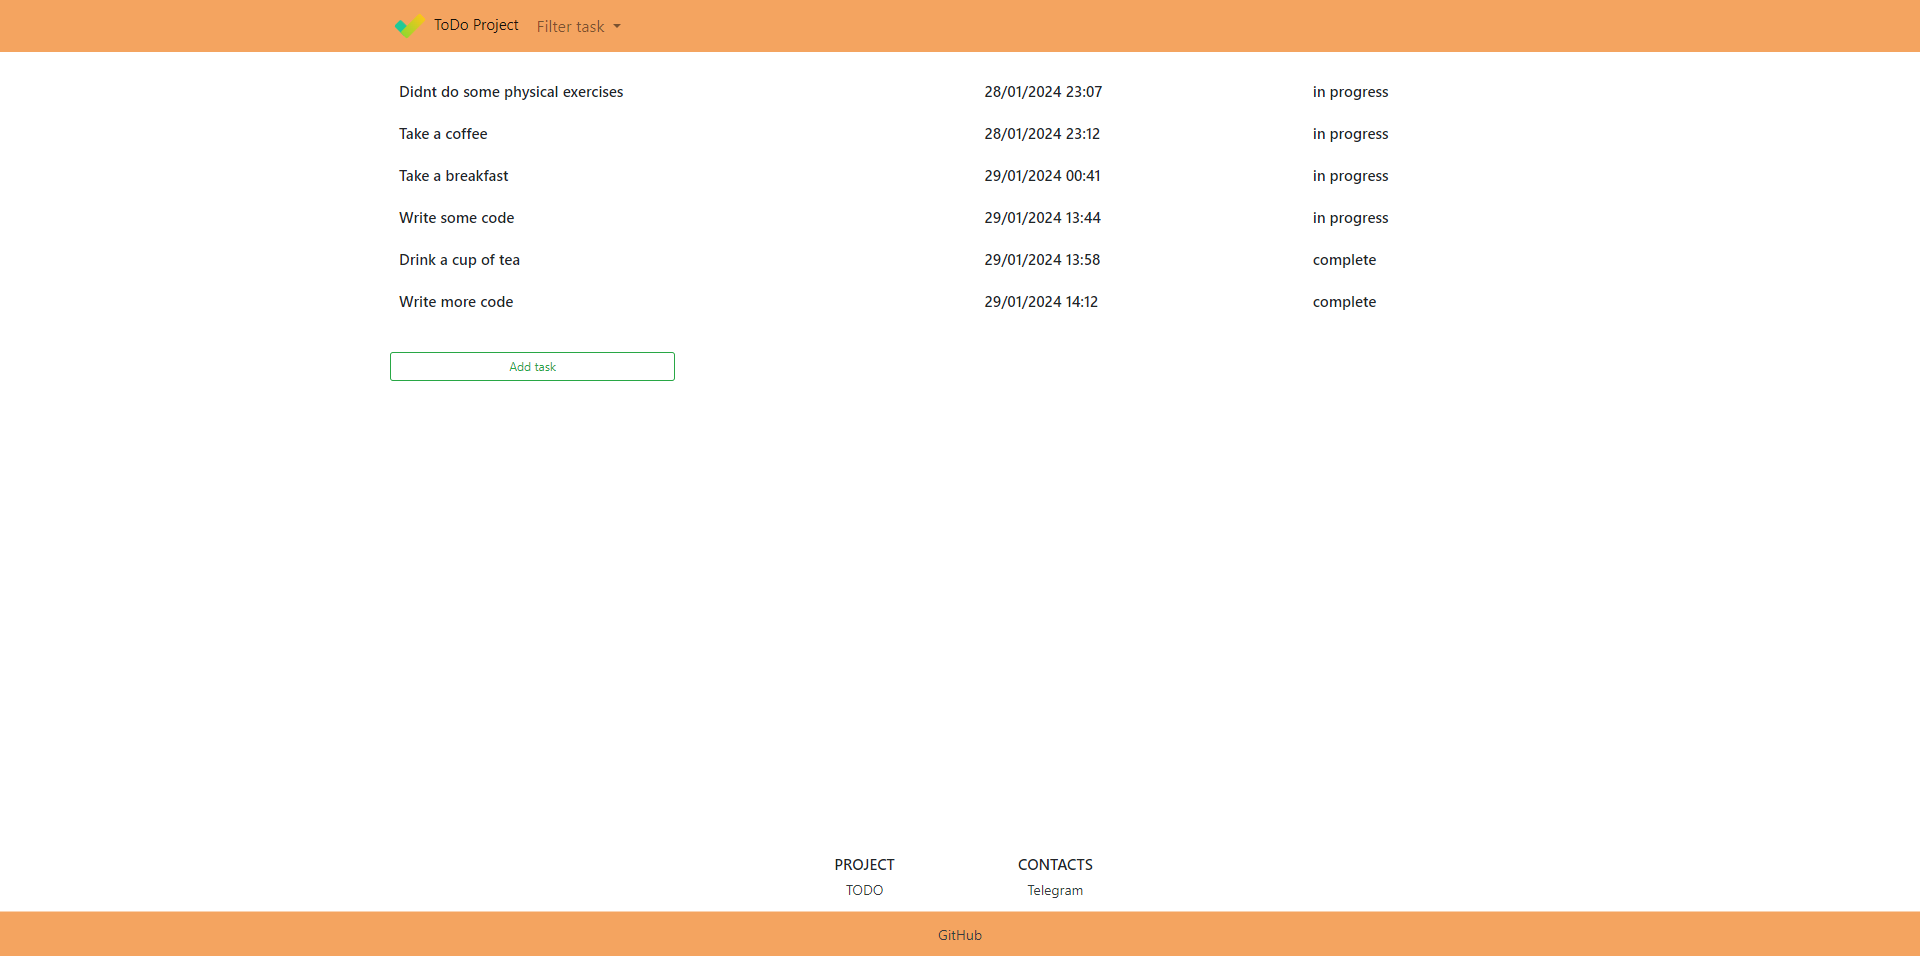 ToDo Project Filter task
Didnt do some physical exercises 28/01/2024 23:07 in progress
Take a coffee 28/01/2024 23:12 in progress
Take a breakfast 29/01/2024 00:41 in progress
Write some code 29/01/2024 13:44 in progress
Drink a cup of tea 29/01/2024 13:58 complete
Write more code 29/01/2024 14:12 complete
Add task
PROJECT CONTACTS
TODO Telegram
GitHub